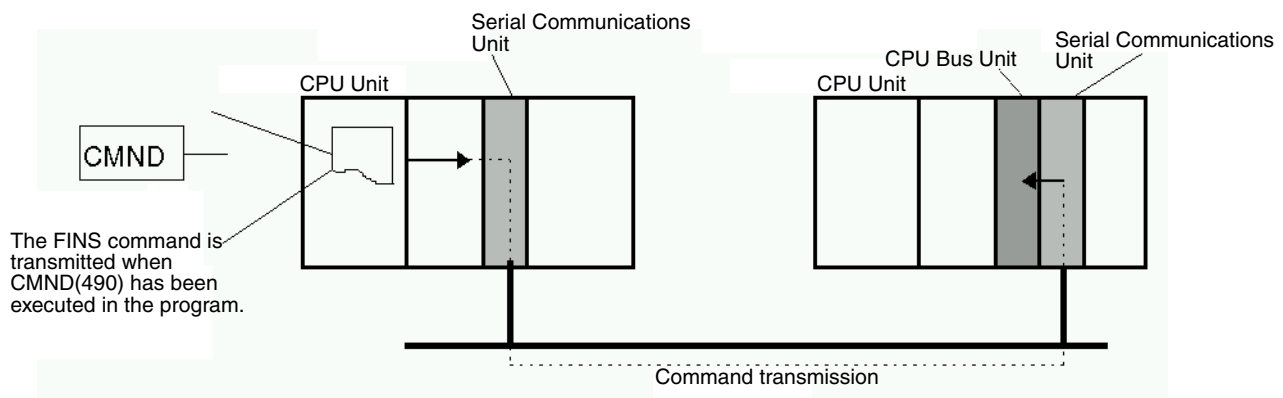 Serial Communications
Unit
CPU Unit
CMND
The FINS command is
transmitted when
CMND(490) has been
executed in the program.
CPU Unit
CPU Bus Unit
Serial Communications
Unit
Command transmission